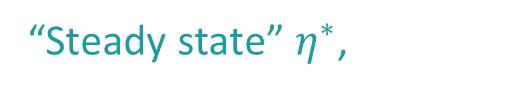 “Steady state” η*,